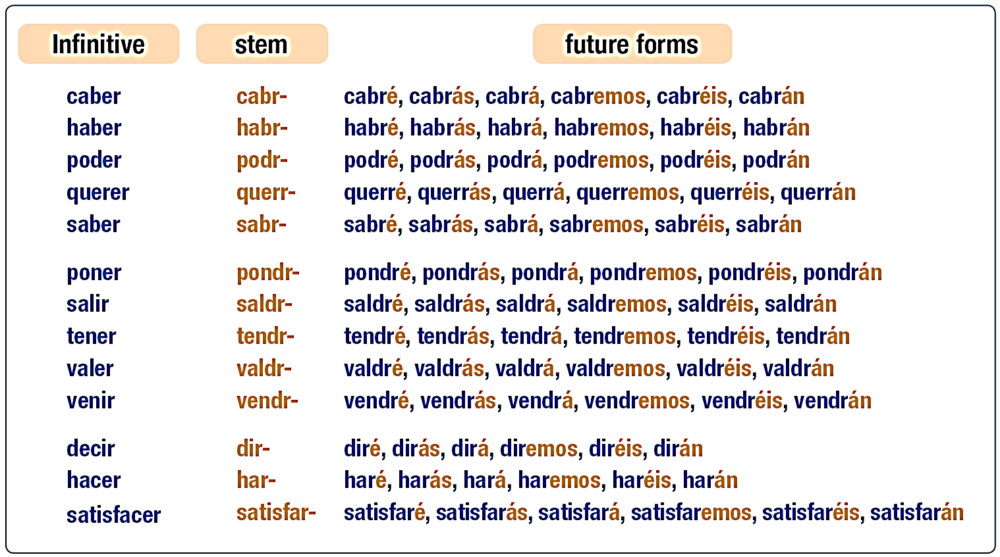 Infinitive stem future forms
caber cabr- cabré, cabrás, cabrá, cabremos, cabréis, cabrán
haber habr- habré, habrás, habrá, habremos, habréis, habrán
poder podr- podré, podrás, podrá, podremos, podréis, podrán
querer querr- querré, querrás, querrá, querremos, querréis, querrán
saber sabr- sabré, sabrás, sabrá, sabremos, sabréis, sabrán
poner pondr- pondré, pondrás, pondrá, pondremos, pondréis, pondrán
salir saldr- saldré, saldrás, saldrá, saldremos, saldréis, saldrán
tener tendr- tendré, tendrás, tendrá, tendremos, tendréis, tendrán
valer valdr- valdré, valdrás, valdrá, valdremos, valdréis, valdrán
venir vendr- vendré, vendrás, vendrá, vendremos, vendréis, vendrán
decir dir- diré, dirás, dirá, diremos, diréis, dirán
hacer har- haré, harás, hará, haremos, haréis, harán
satisfacer satisfar- satisfaré, satisfarás, satisfará, satisfaremos, satisfaréis, satisfarán